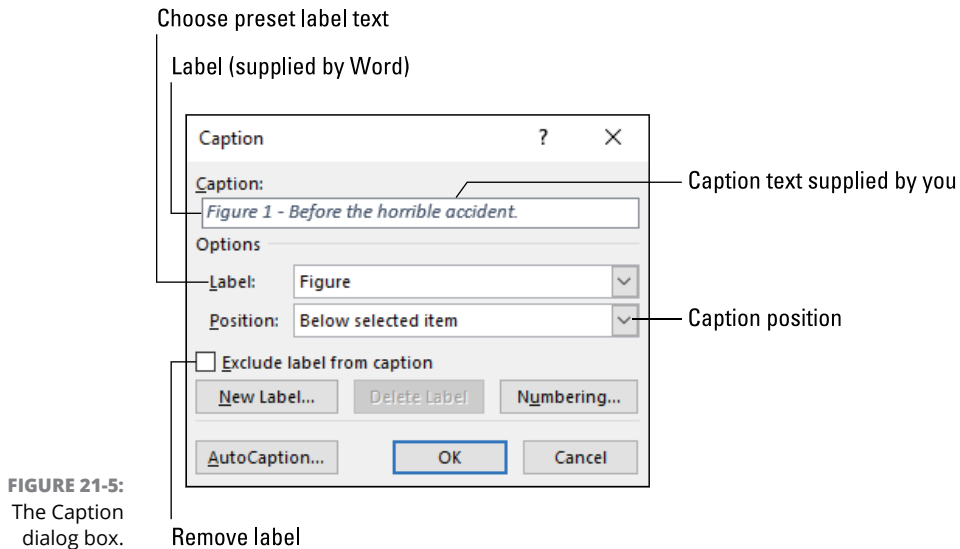 Choose preset label text
Label (supplied by Word)
Caption ? ×
Caption:
Caption text supplied by you
Figure 1 - Before the horrible accident.
Options
Label: Figure
Position: Below selected item
Caption position
Exclude label from caption
New Label... Delete Label Numbering...
AutoCaption... OK Cancel
FIGURE 21-5:
The Caption
dialog box.
Remove label